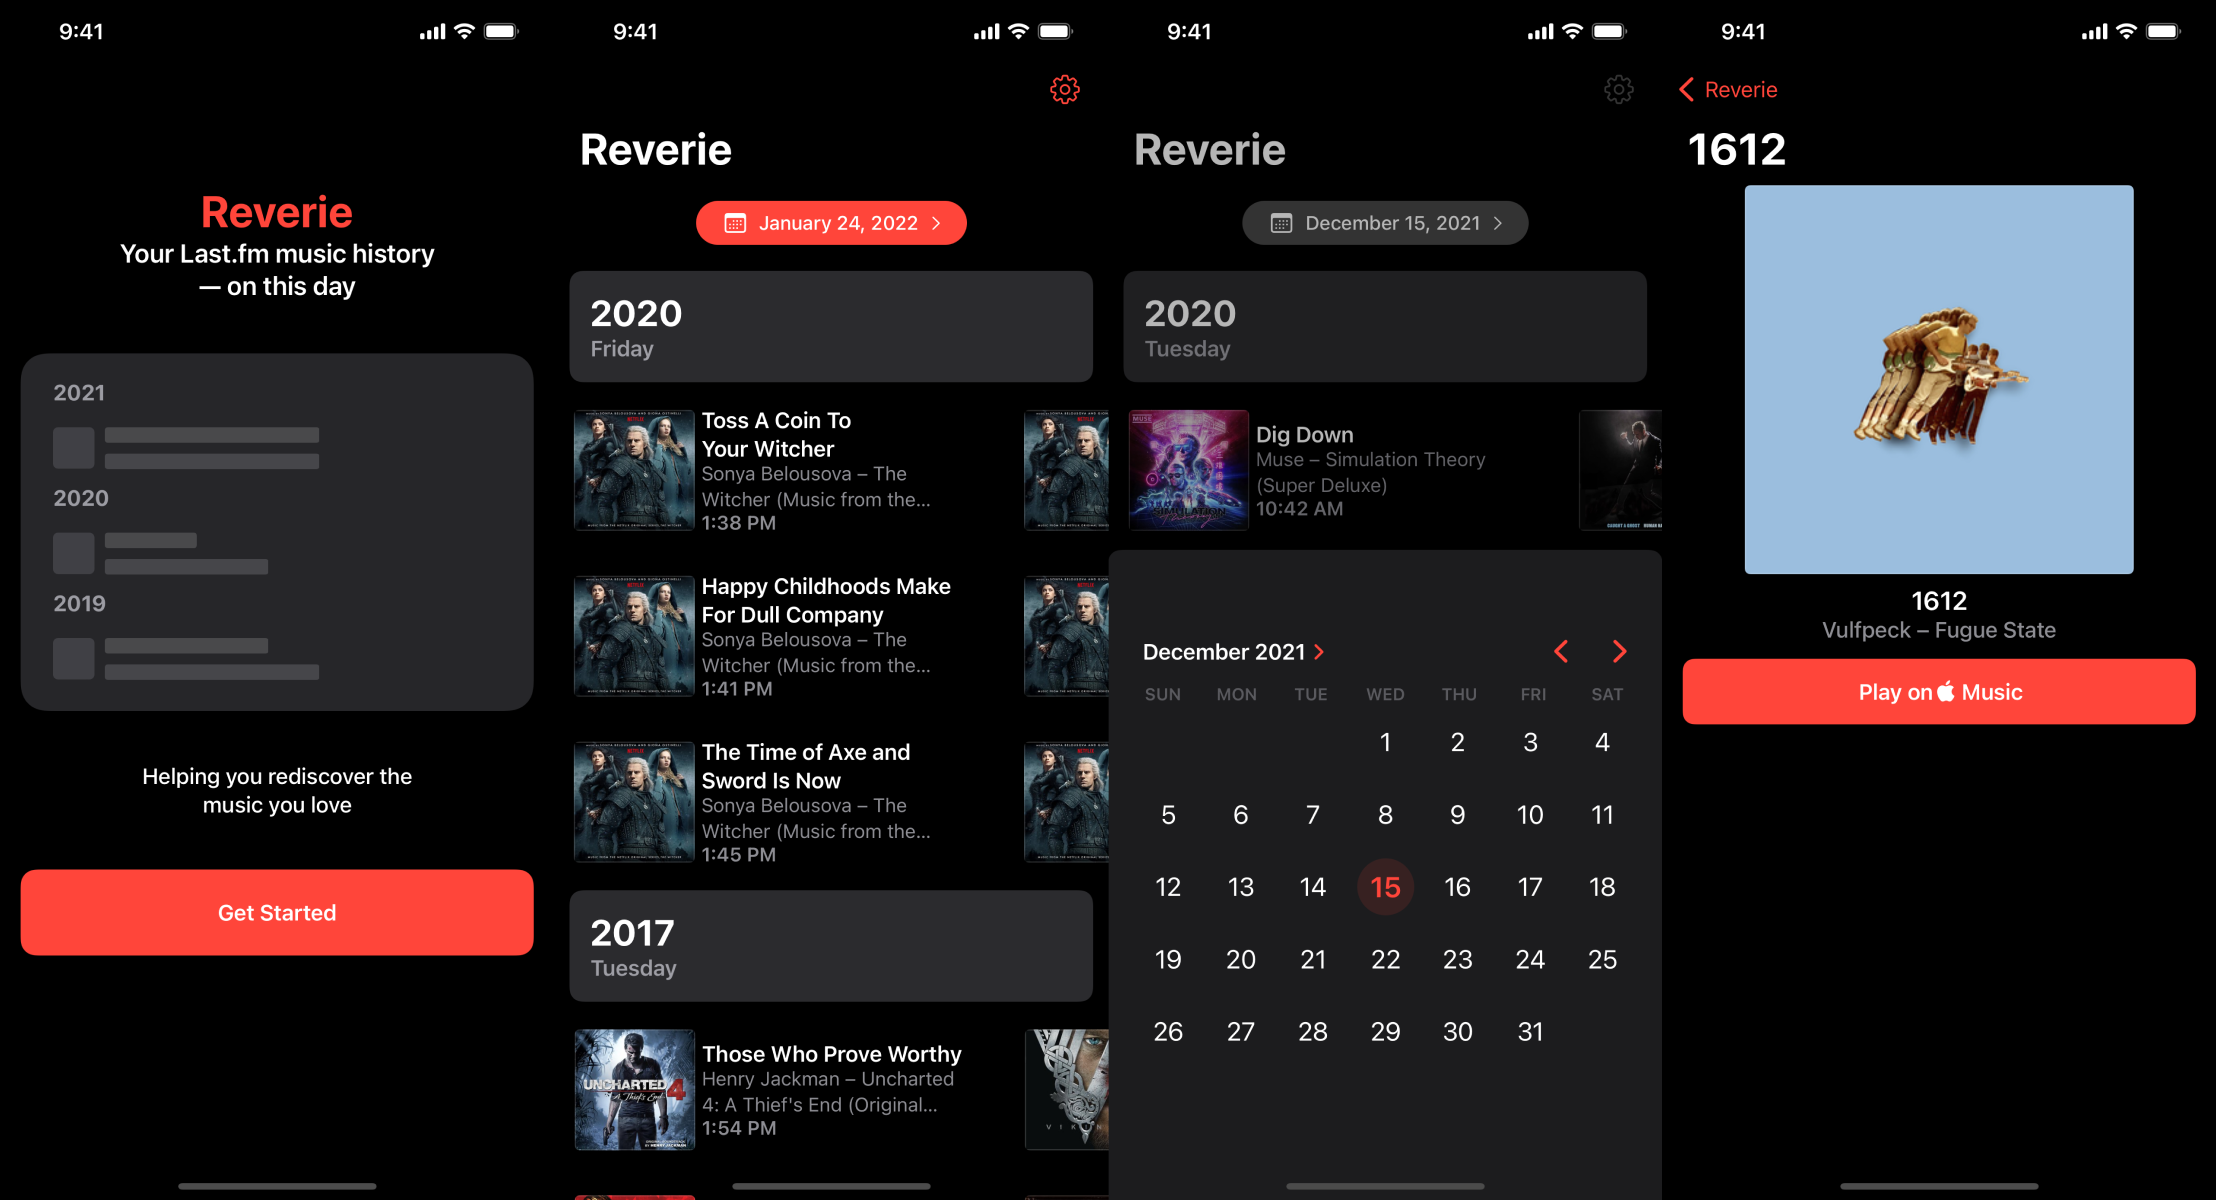 9:41
Reverie
Your Last.fm music history
— on this day
2021
2020
2019
Helping you rediscover the
music you love
Get Started
9:41
Reverie
January 24, 2022
2020
Friday
Toss A Coin To
Your Witcher
Sonya Belousova – The
Witcher (Music from the...
1:38 PM
Happy Childhoods Make
For Dull Company
Sonya Belousova – The
Witcher (Music from the...
1:41 PM
The Time of Axe and
Sword Is Now
Sonya Belousova – The
Witcher (Music from the...
1:45 PM
2017
Tuesday
UNCHARTED 4
A Thief's End
Those Who Prove Worthy
Henry Jackman – Uncharted
4: A Thief's End (Original...
1:54 PM
9:41
Reverie
December 15, 2021
2020
Tuesday
MUSE
SIMULATION
Dig Down
Muse – Simulation Theory
(Super Deluxe)
10:42 AM
December 2021
SUN MON TUE WED THU FRI SAT
1 2 3 4
5 6 7 8 9 10 11
12 13 14 15 16 17 18
19 20 21 22 23 24 25
26 27 28 29 30 31
9:41
Reverie
1612
1612
Vulfpeck – Fugue State
Play on Music